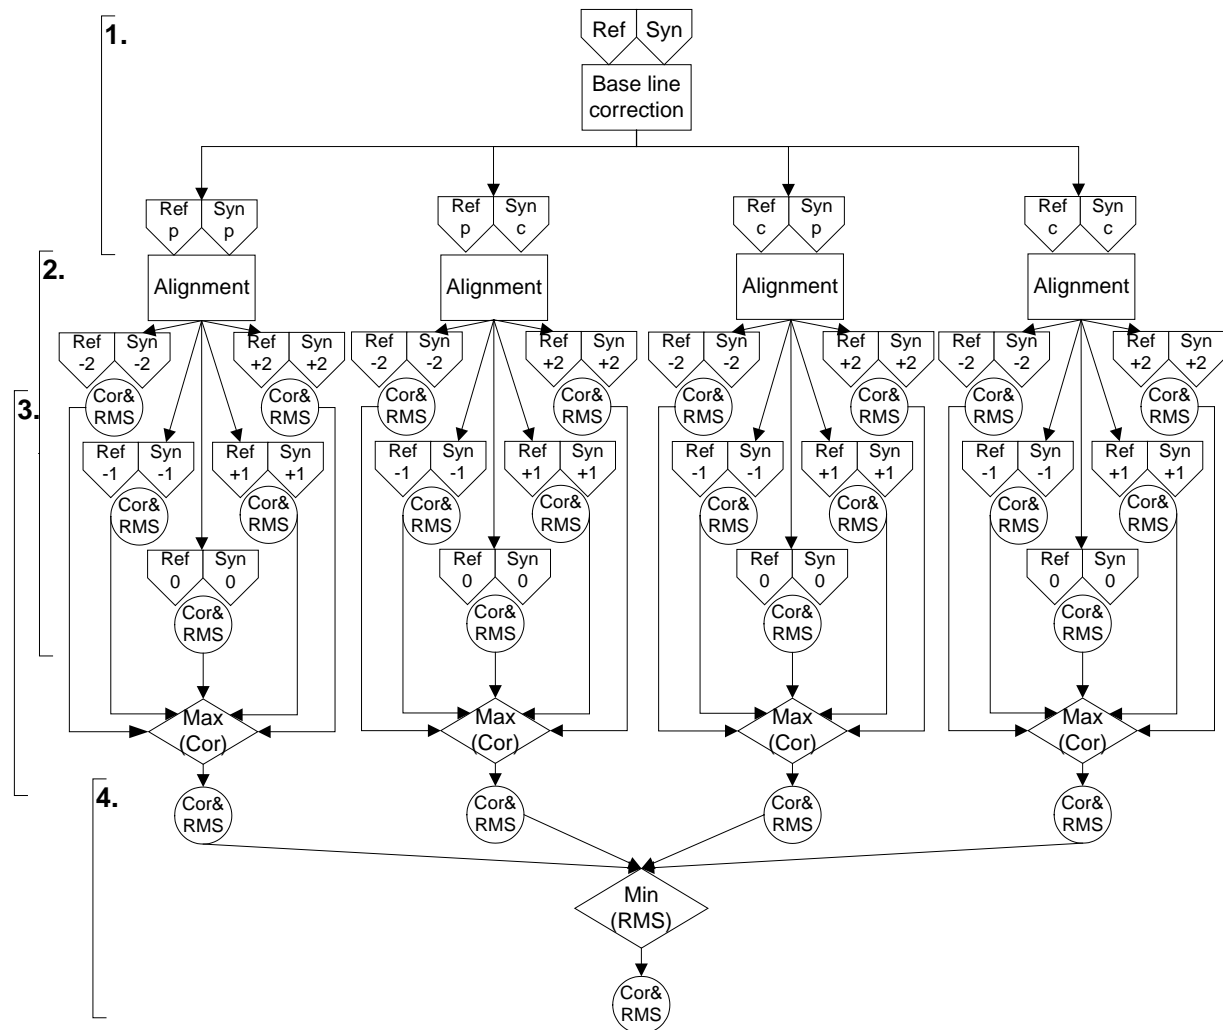 1.
Ref Syn
Base line
correction
Ref Syn Ref Syn Ref Syn Ref Syn
p p p c c p c c
2.
Alignment Alignment Alignment Alignment
Ref Syn Ref Syn Ref Syn Ref Syn Ref Syn Ref Syn Ref Syn Ref Syn
-2 -2 +2 +2 -2 -2 +2 +2 -2 -2 +2 +2 -2 -2 +2 +2
3.
Cor& Cor& Cor& Cor& Cor& Cor& Cor& Cor&
RMS RMS RMS RMS RMS RMS RMS RMS
Ref Syn Ref Syn Ref Syn Ref Syn Ref Syn Ref Syn Ref Syn Ref Syn
-1 -1 +1 +1 -1 -1 +1 +1 -1 -1 +1 +1 -1 -1 +1 +1
Cor& Cor& Cor& Cor& Cor& Cor& Cor& Cor&
RMS RMS RMS RMS RMS RMS RMS RMS
Ref Syn Ref Syn Ref Syn Ref Syn
0 0 0 0 0 0 0 0
Cor& Cor& Cor& Cor&
RMS RMS RMS RMS
Max Max Max Max
(Cor) (Cor) (Cor) (Cor)
4.
Cor& Cor& Cor& Cor&
RMS RMS RMS RMS
Min
(RMS)
Cor&
RMS